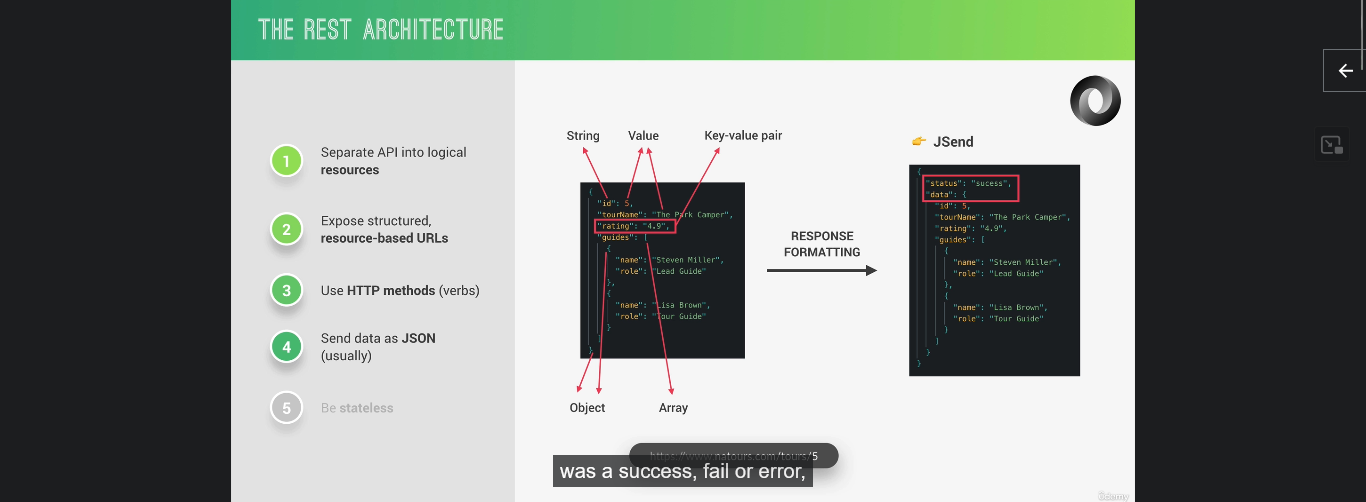 THE REST ARCHITECTURE
1
Separate API into logical
resources
2
Expose structured,
resource-based URLs
3
Use HTTP methods (verbs)
4
Send data as JSON
(usually)
5
Be stateless
String
Value
Key-value pair
{
"id": 5,
"tourName": "The Park Camper",
"rating": "4.9",
"guides": [
{
"name": "Steven Miller",
"role": "Lead Guide"
},
{
"name": "Lisa Brown",
"role": "Tour Guide"
}
]
}
Object
Array
RESPONSE
FORMATTING
👉 JSend
{
"status": "sucess",
"data": {
"id": 5,
"tourName": "The Park Camper",
"rating": "4.9",
"guides": [
{
"name": "Steven Miller",
"role": "Lead Guide"
},
{
"name": "Lisa Brown",
"role": "Tour Guide"
}
]
}
}
https://www.natours.com/tours/5
was a success, fail or error,
ûdemy